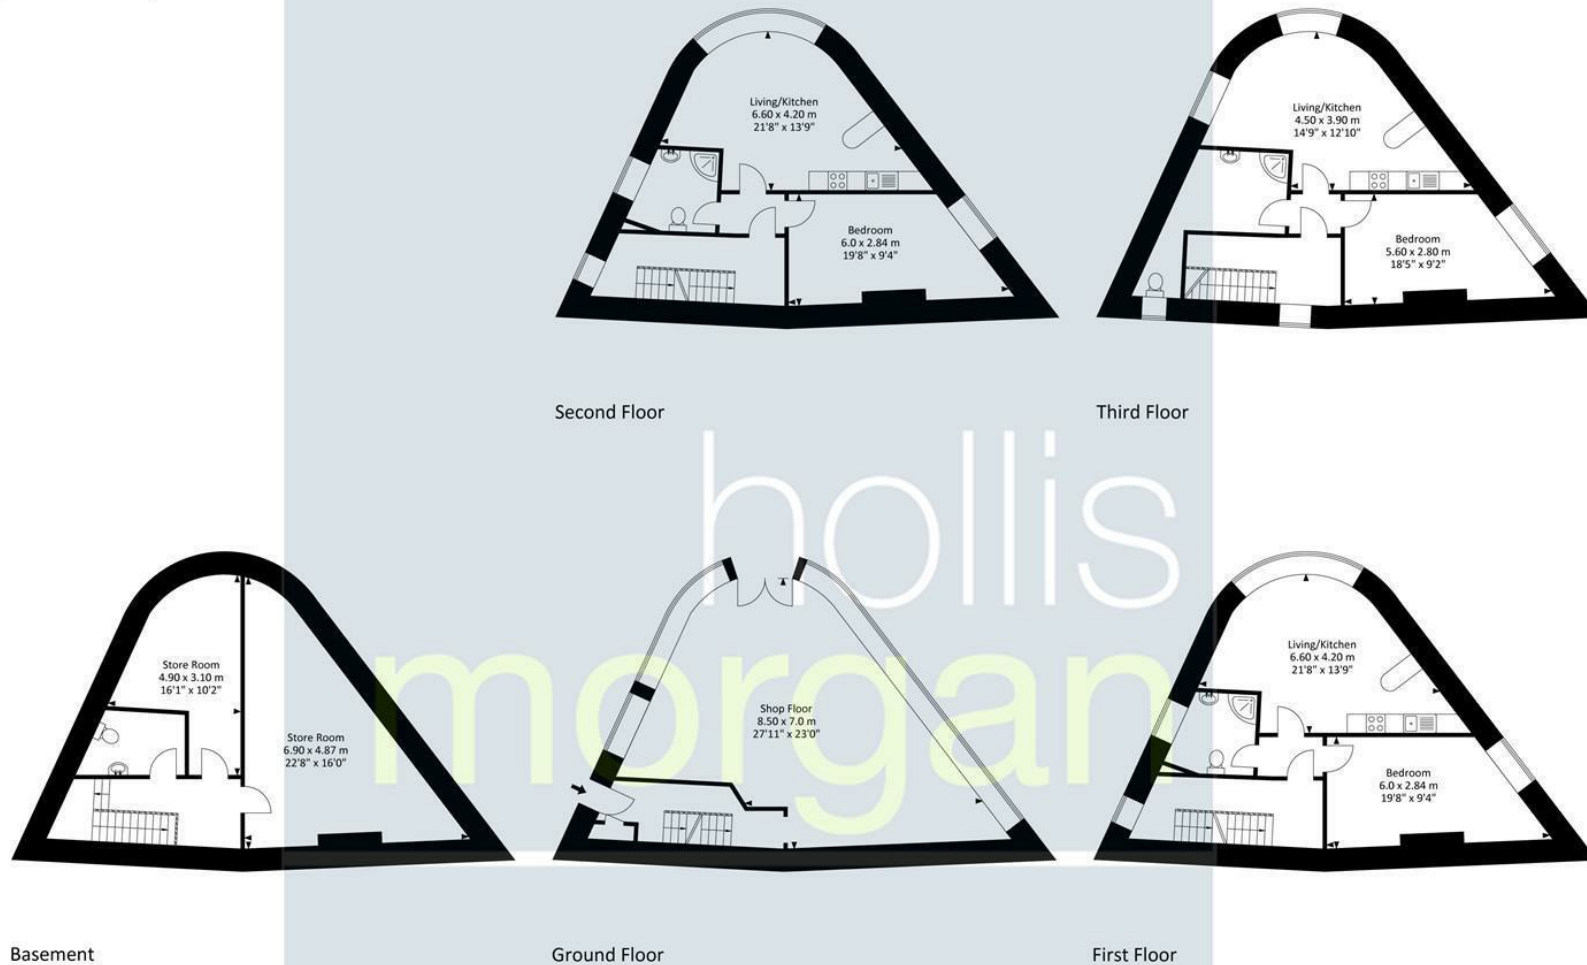 Living/Kitchen
6.60 x 4.20 m
21'8" x 13'9"
Bedroom
6.0 x 2.84 m
19'8" x 9'4"
Second Floor
Living/Kitchen
4.50 x 3.90 m
14'9" x 12'10"
Bedroom
5.60 x 2.80 m
18'5" x 9'2"
Third Floor
hollis
morgan
Store Room
4.90 x 3.10 m
16'1" x 10'2"
Store Room
6.90 x 4.87 m
22'8" x 16'0"
Basement
Shop Floor
8.50 x 7.0 m
27'11" x 23'0"
Ground Floor
Living/Kitchen
6.60 x 4.20 m
21'8" x 13'9"
Bedroom
6.0 x 2.84 m
19'8" x 9'4"
First Floor